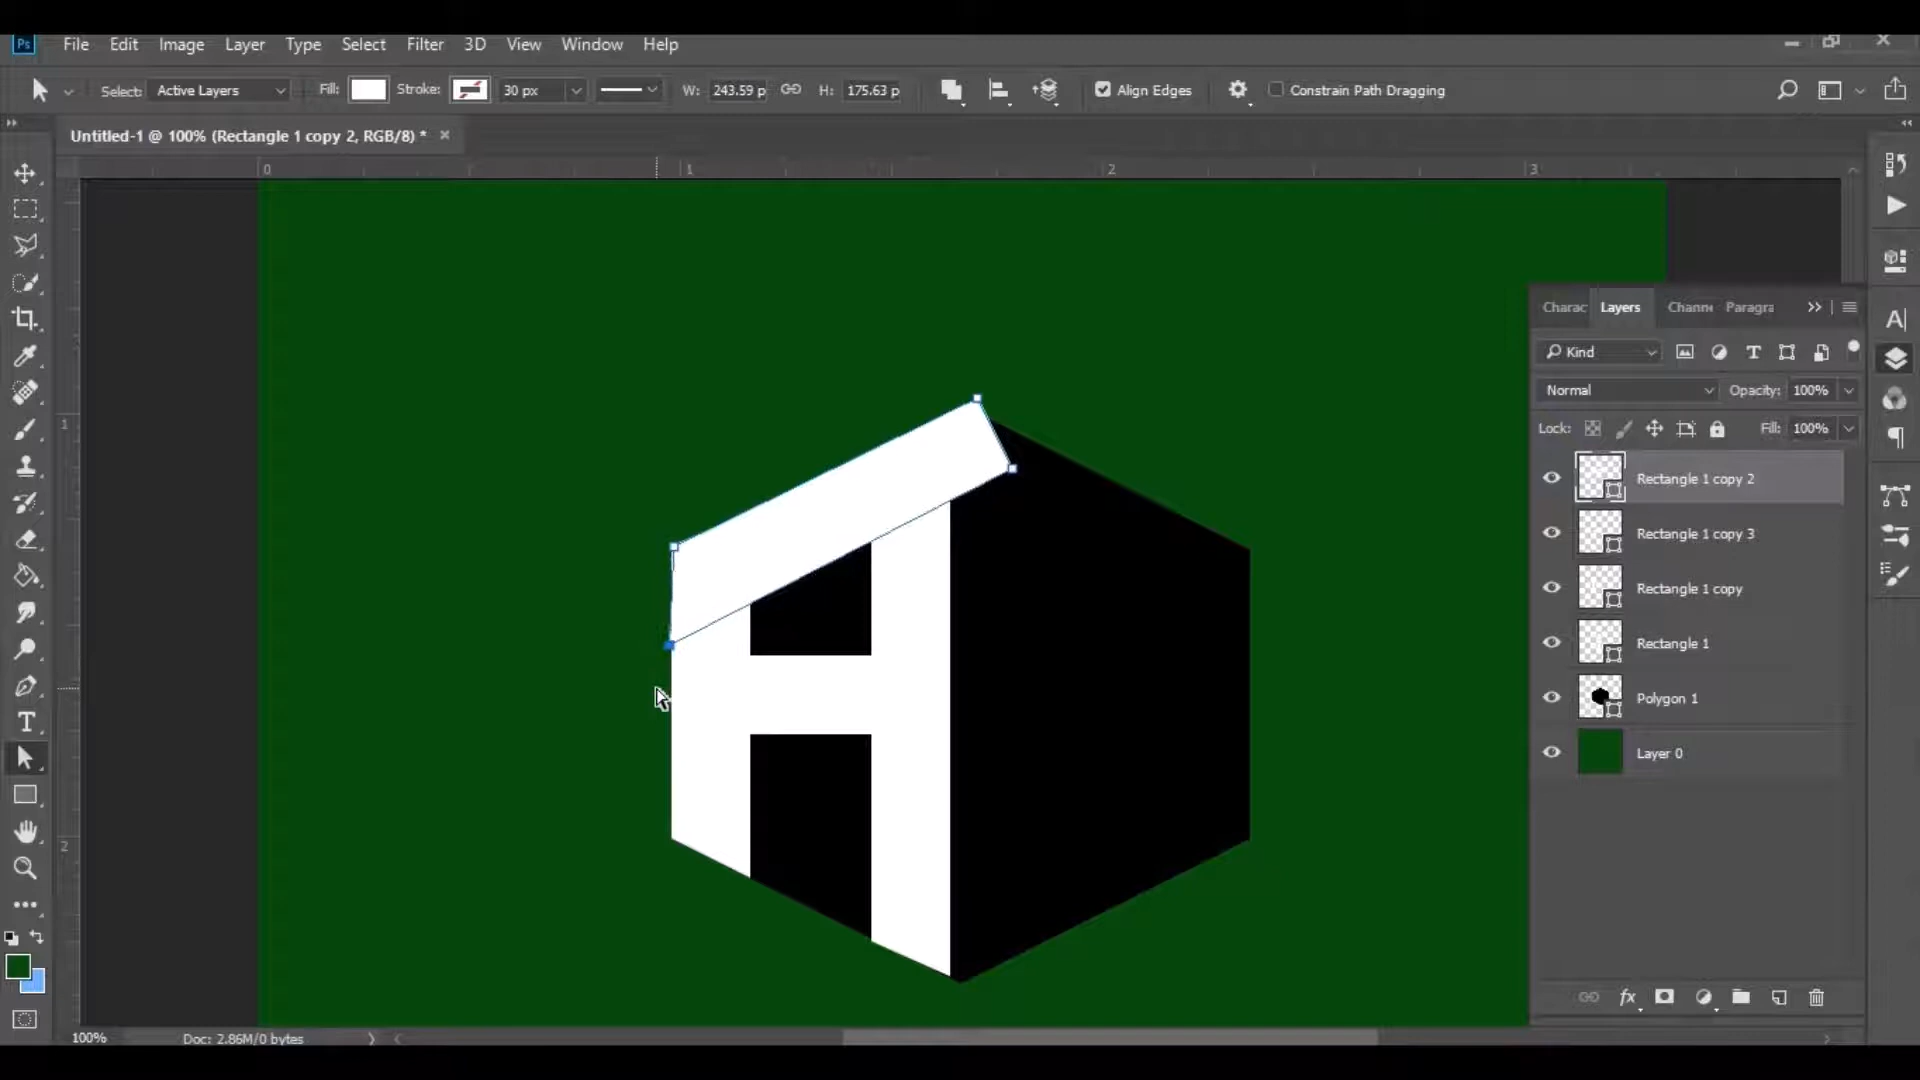 Ps File Edit Image Layer Type Select Filter 3D View Window Help
Select: Active Layers Fill: Stroke: 30 px W: 243.59 p H: 175.63 p Align Edges Constrain Path Dragging
Untitled-1 @ 100% (Rectangle 1 copy 2, RGB/8) * ×
0 1 2 3
1
2
Charac Layers Chann Paragra
Kind
Normal Opacity: 100%
Lock: Fill: 100%
Rectangle 1 copy 2
Rectangle 1 copy 3
Rectangle 1 copy
Rectangle 1
Polygon 1
Layer 0
fx
100% Doc: 2.86M/0 bytes